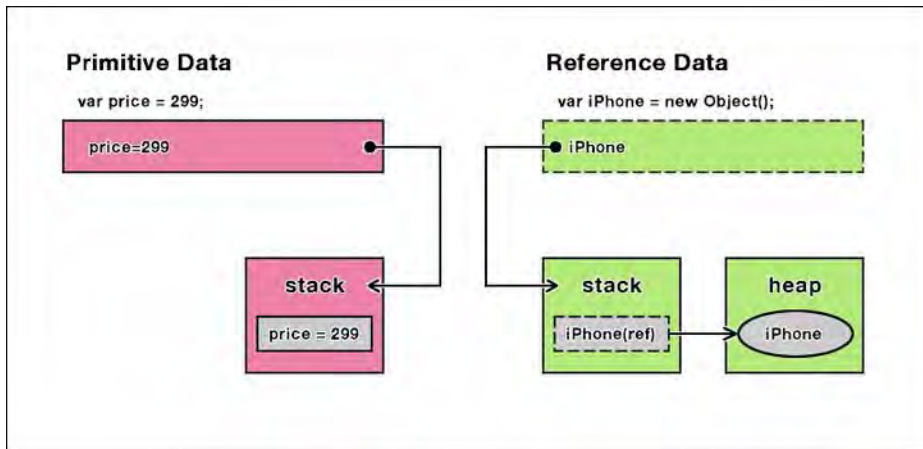 Primitive Data
var price = 299;
price=299
stack
price = 299
Reference Data
var iPhone = new Object();
iPhone
stack
iPhone(ref)
heap
iPhone